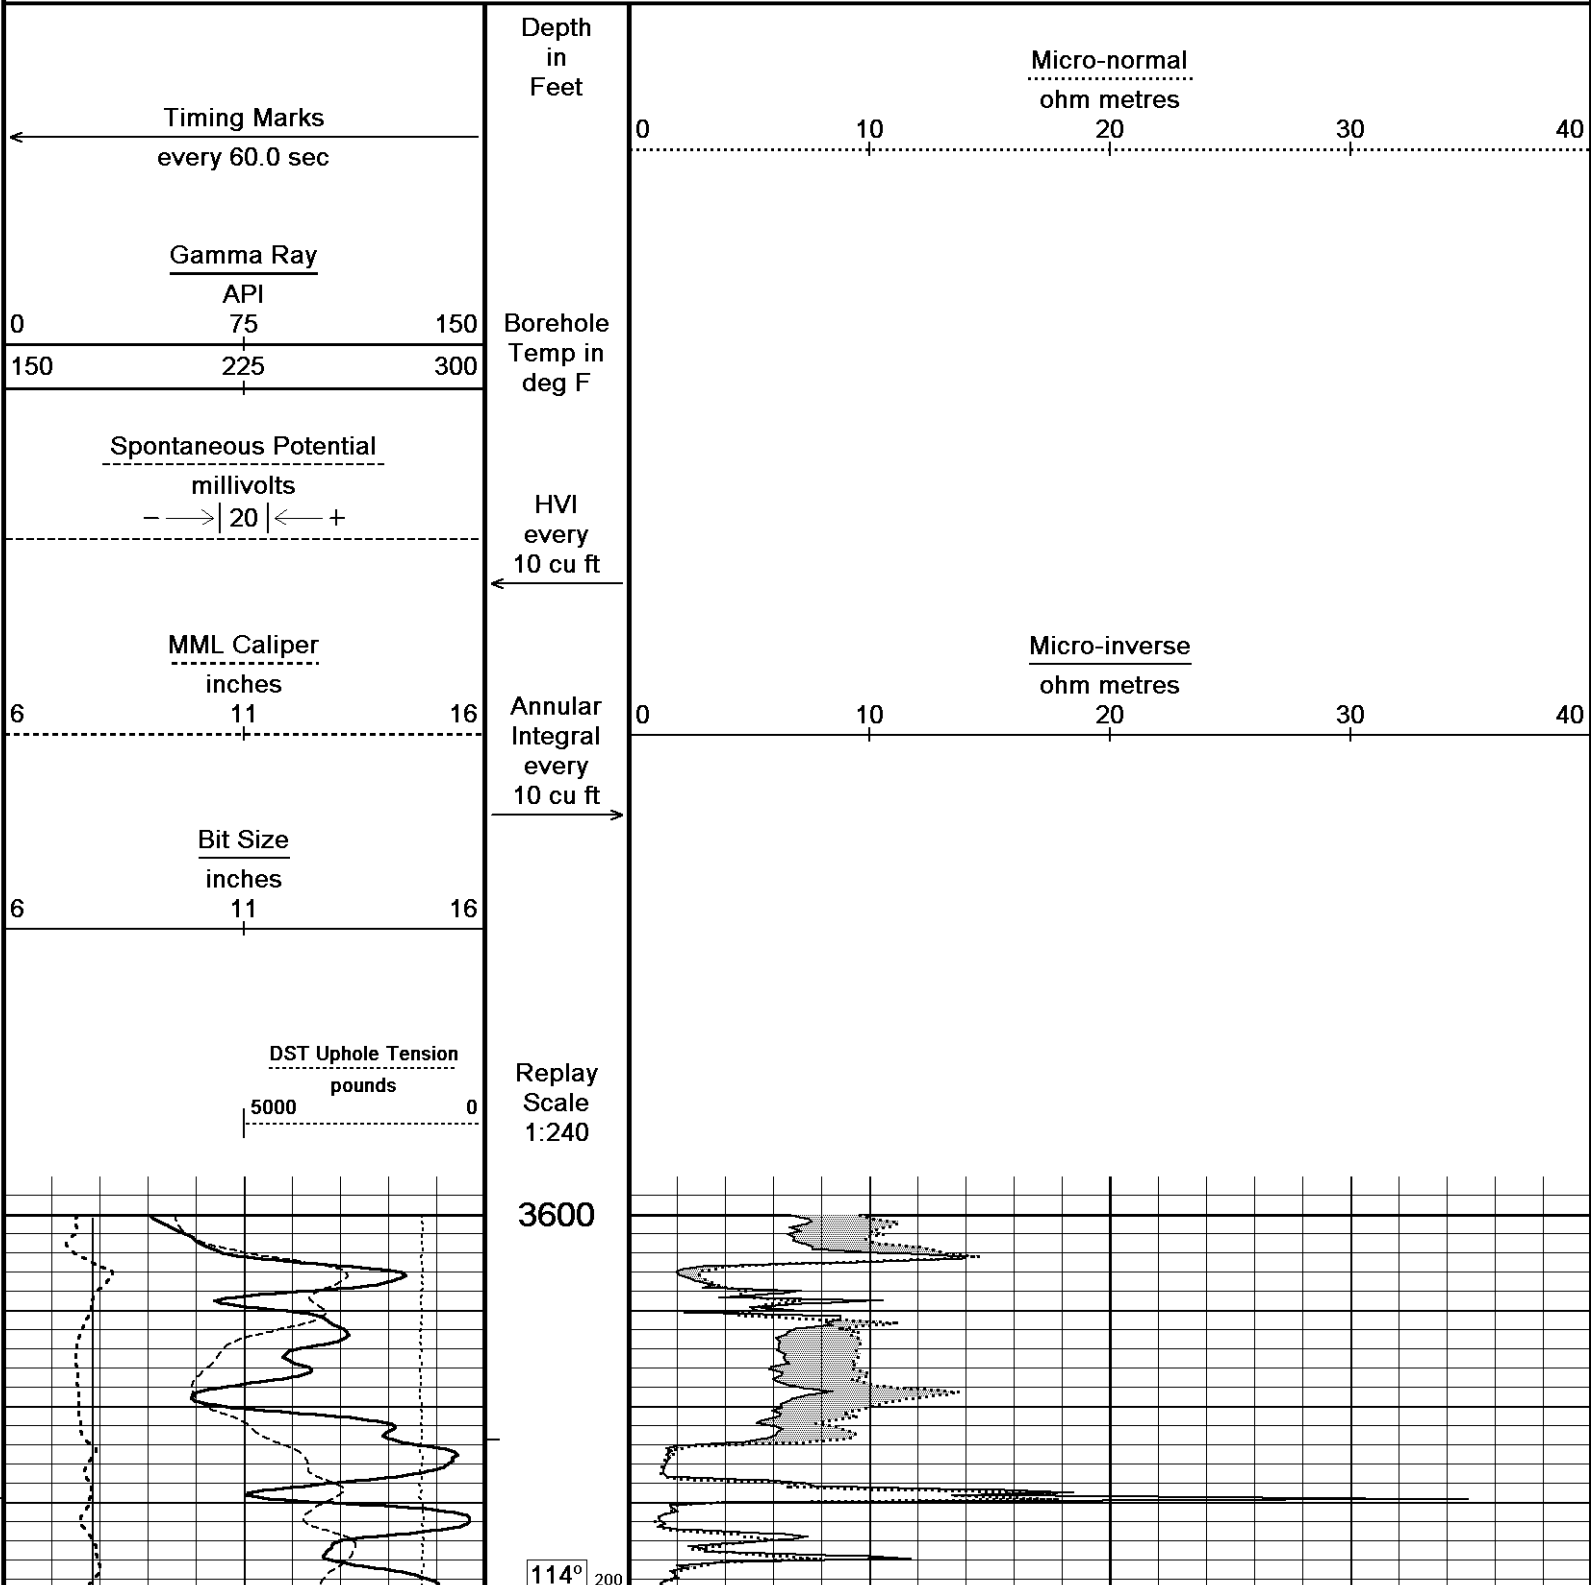 Timing Marks
every 60.0 sec
Gamma Ray
API
0 75 150
150 225 300
Spontaneous Potential
millivolts
− 20 +
MML Caliper
inches
6 11 16
Bit Size
inches
6 11 16
DST Uphole Tension
pounds
5000 0
Depth
in
Feet
Borehole
Temp in
deg F
HVI
every
10 cu ft
Annular
Integral
every
10 cu ft
Replay
Scale
1:240
3600
114°
200
Micro-normal
ohm metres
0 10 20 30 40
Micro-inverse
ohm metres
0 10 20 30 40